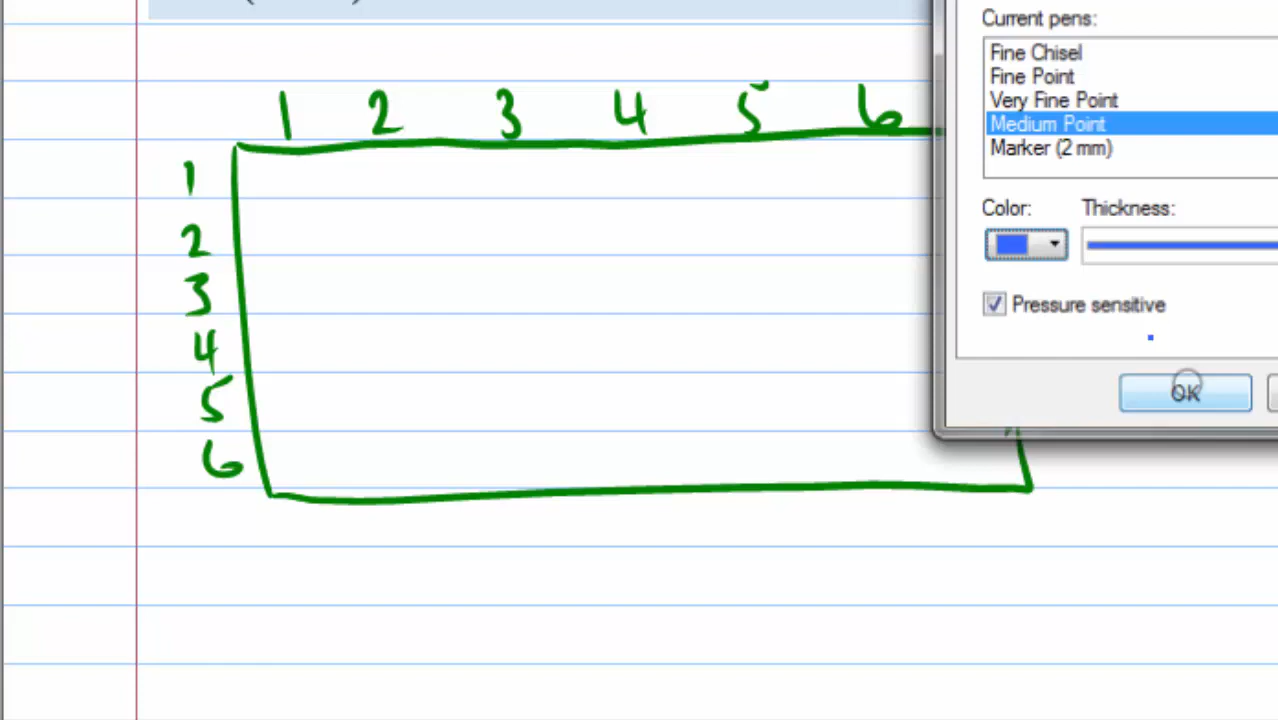 Current pens:
Fine Chisel
Fine Point
Very Fine Point
Medium Point
Marker (2 mm)
Color: Thickness:
Pressure sensitive
OK
1 2 3 4 5 6
1
2
3
4
5
6